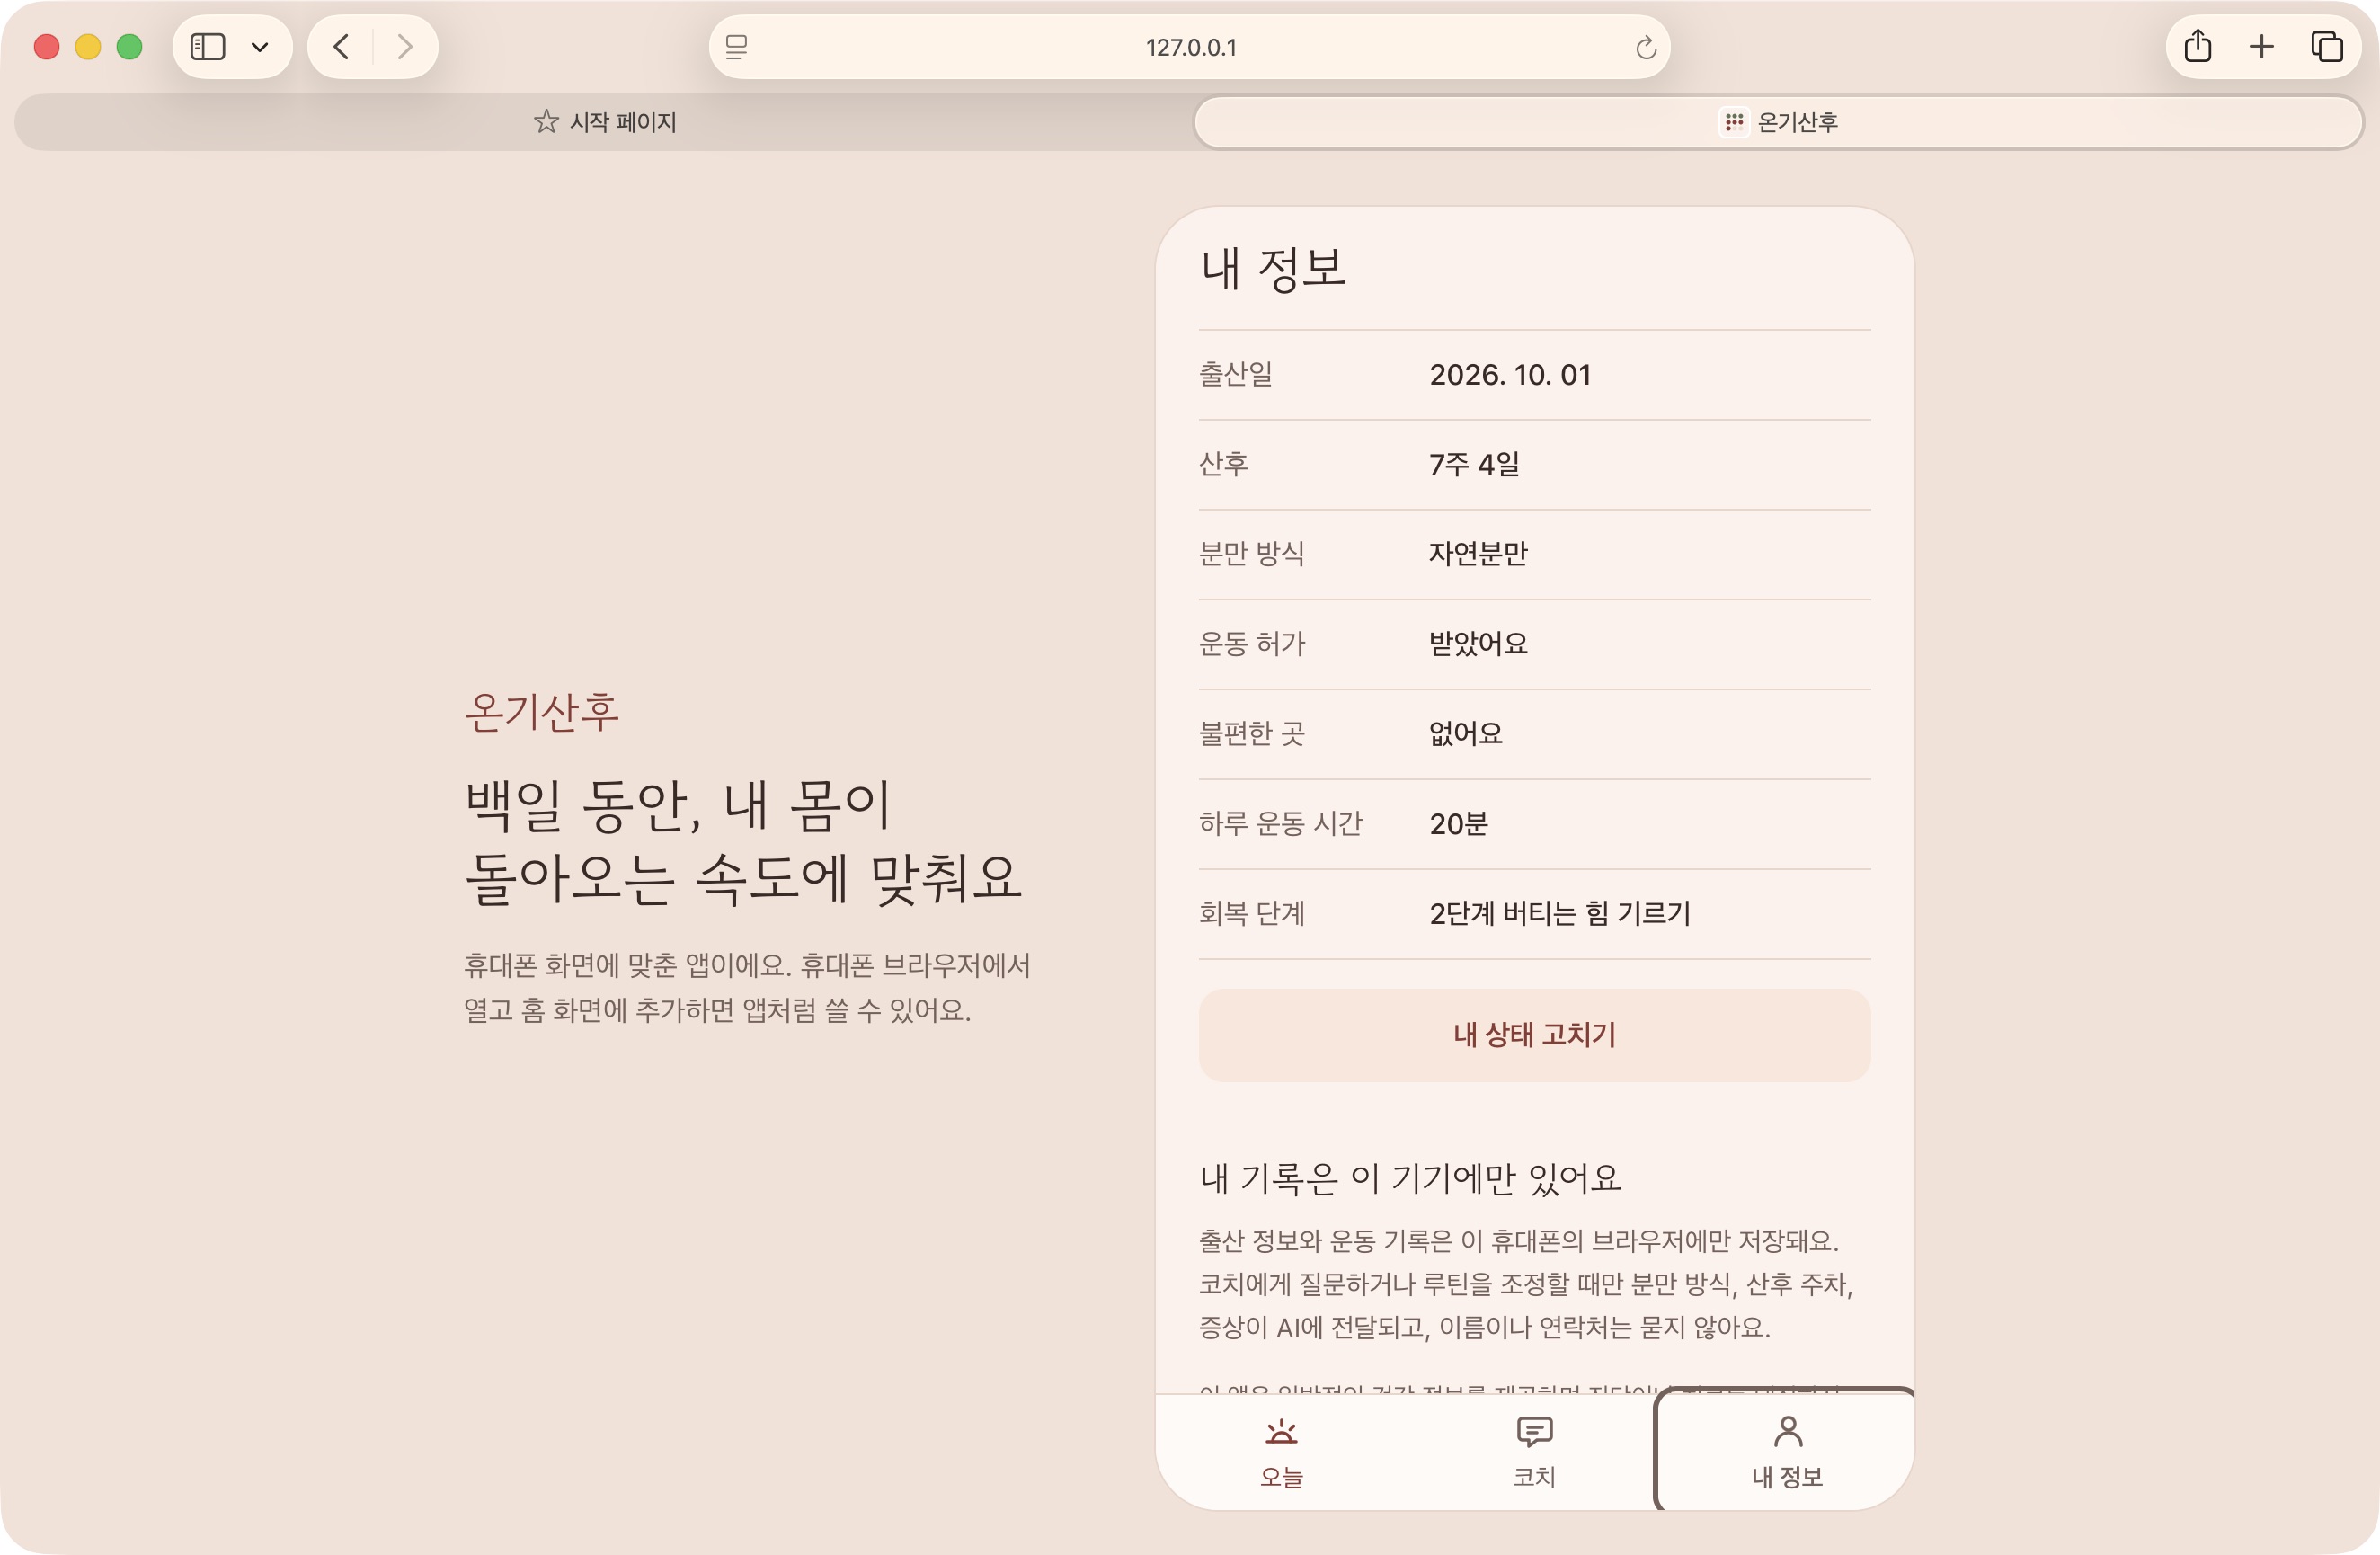 127.0.0.1
시작 페이지
온기산후
온기산후
백일 동안, 내 몸이
돌아오는 속도에 맞춰요
휴대폰 화면에 맞춘 앱이에요. 휴대폰 브라우저에서
열고 홈 화면에 추가하면 앱처럼 쓸 수 있어요.
내 정보
출산일 2026. 10. 01
산후 7주 4일
분만 방식 자연분만
운동 허가 받았어요
불편한 곳 없어요
하루 운동 시간 20분
회복 단계 2단계 버티는 힘 기르기
내 상태 고치기
내 기록은 이 기기에만 있어요
출산 정보와 운동 기록은 이 휴대폰의 브라우저에만 저장돼요.
코치에게 질문하거나 루틴을 조정할 때만 분만 방식, 산후 주차,
증상이 AI에 전달되고, 이름이나 연락처는 묻지 않아요.
오늘
코치
내 정보